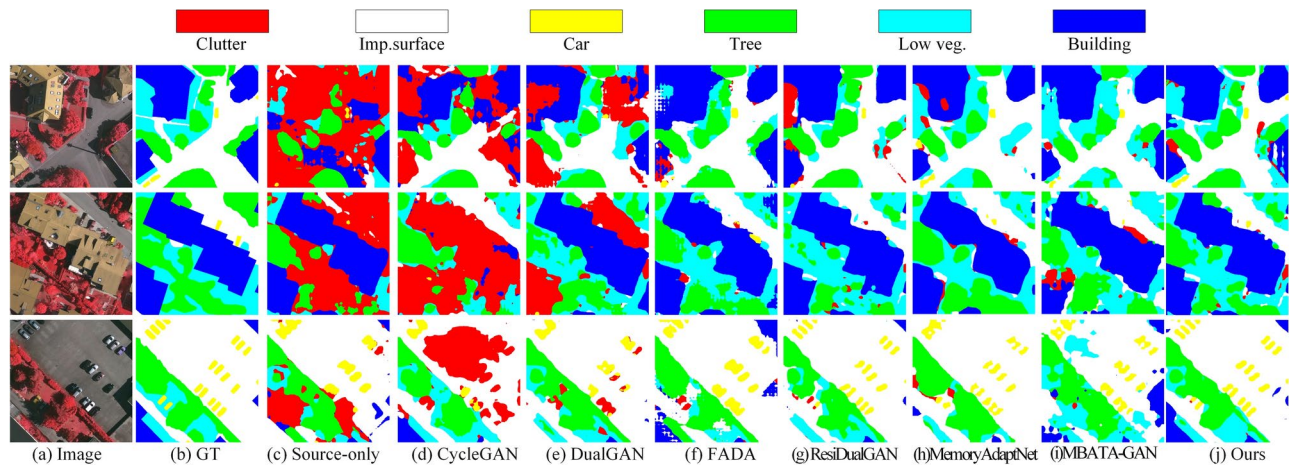 Clutter Imp.surface Car Tree Low veg. Building
(a) Image (b) GT (c) Source-only (d) CycleGAN (e) DualGAN (f) FADA (g)ResiDualGAN (h)MemoryAdaptNet (i)MBATA-GAN (j) Ours